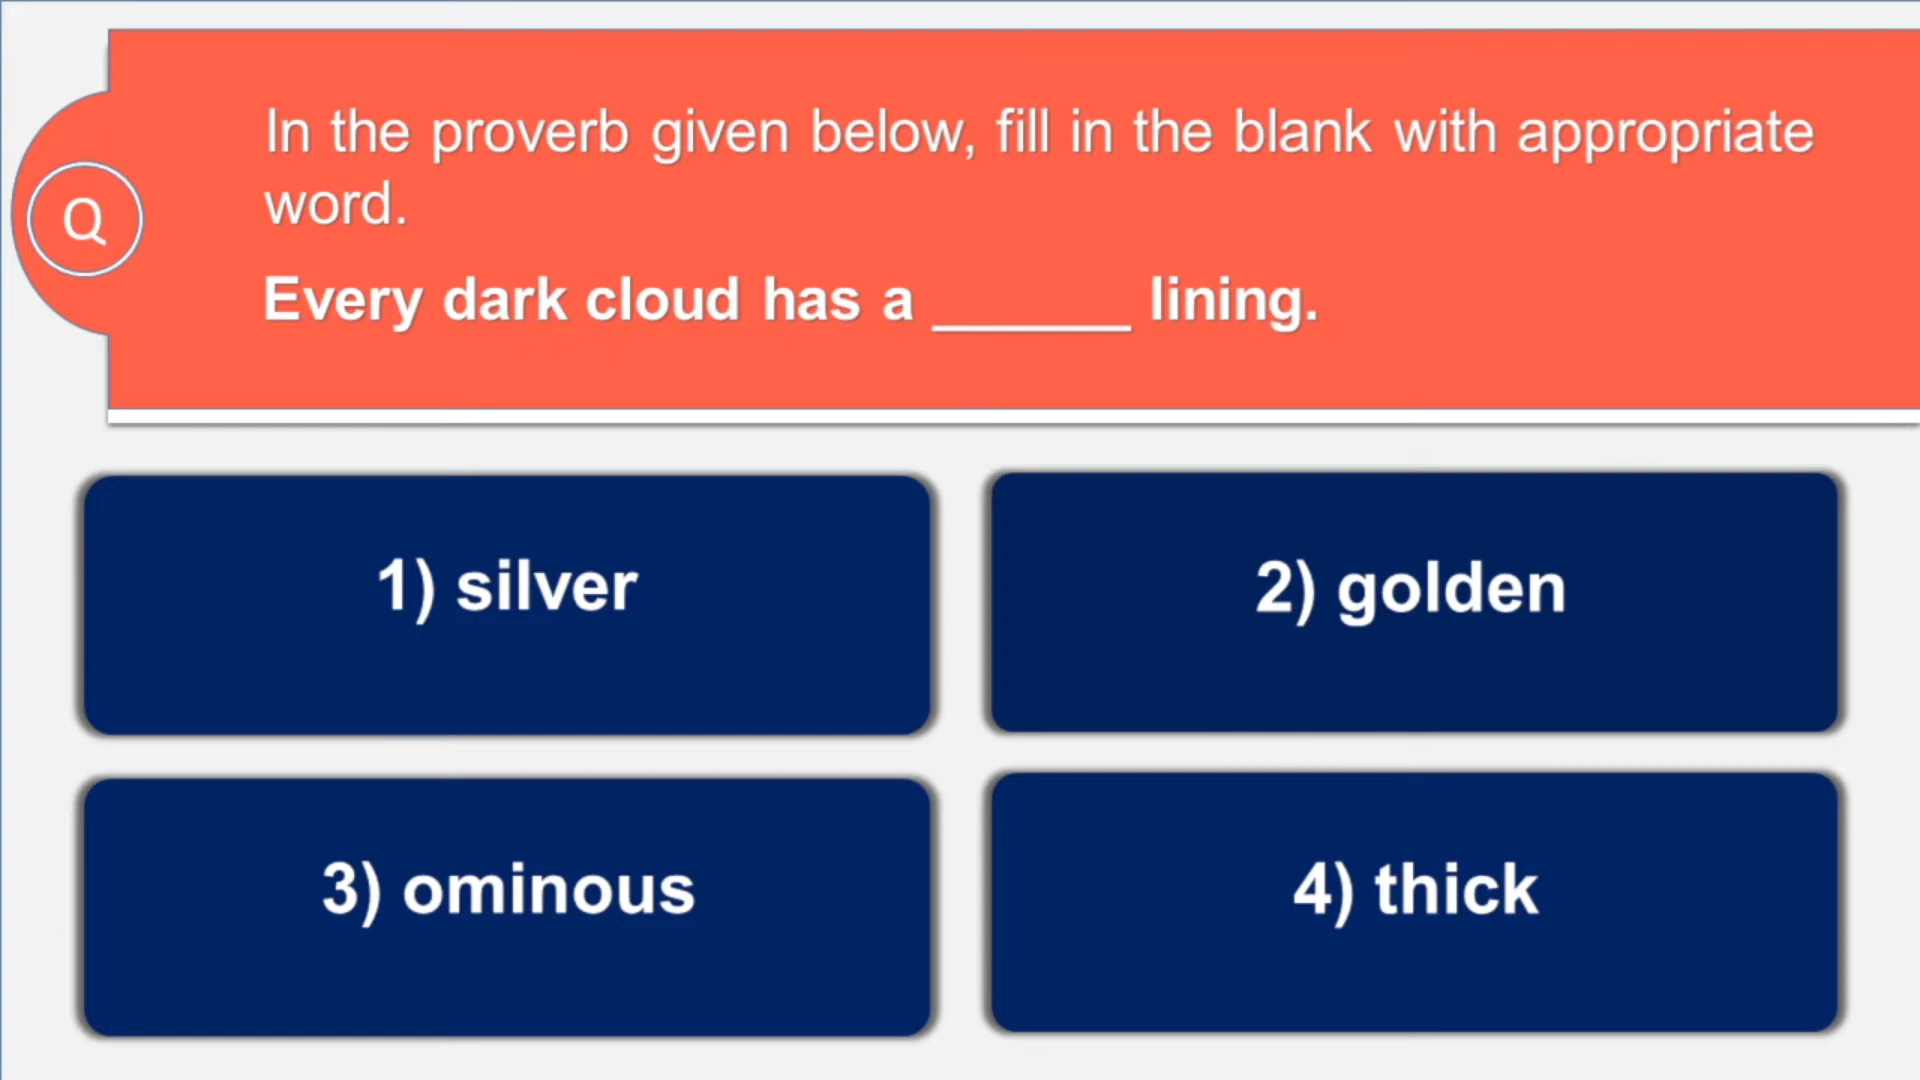 In the proverb given below, fill in the blank with appropriate
Q
word.
Every dark cloud has a ______ lining.
1) silver
2) golden
3) ominous
4) thick